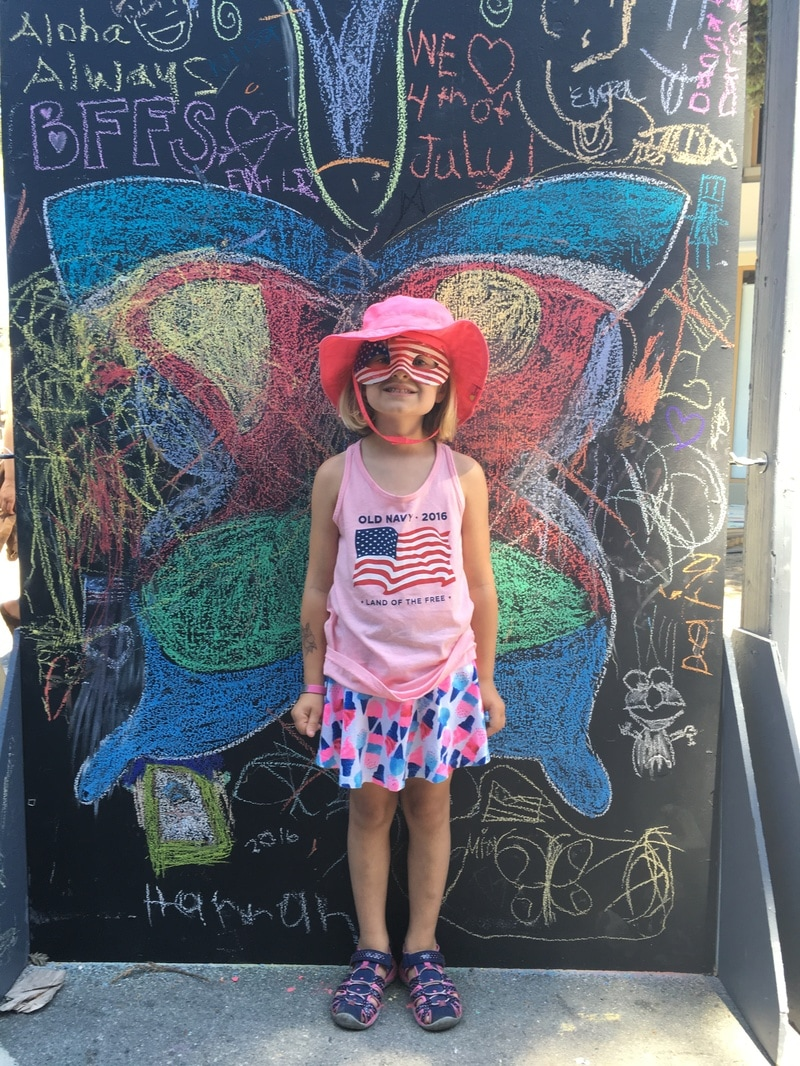 Aloha
Always
BFFS
WE ♡
4th of
July!
OLD NAVY · 2016
· LAND OF THE FREE ·
2016
Hannah